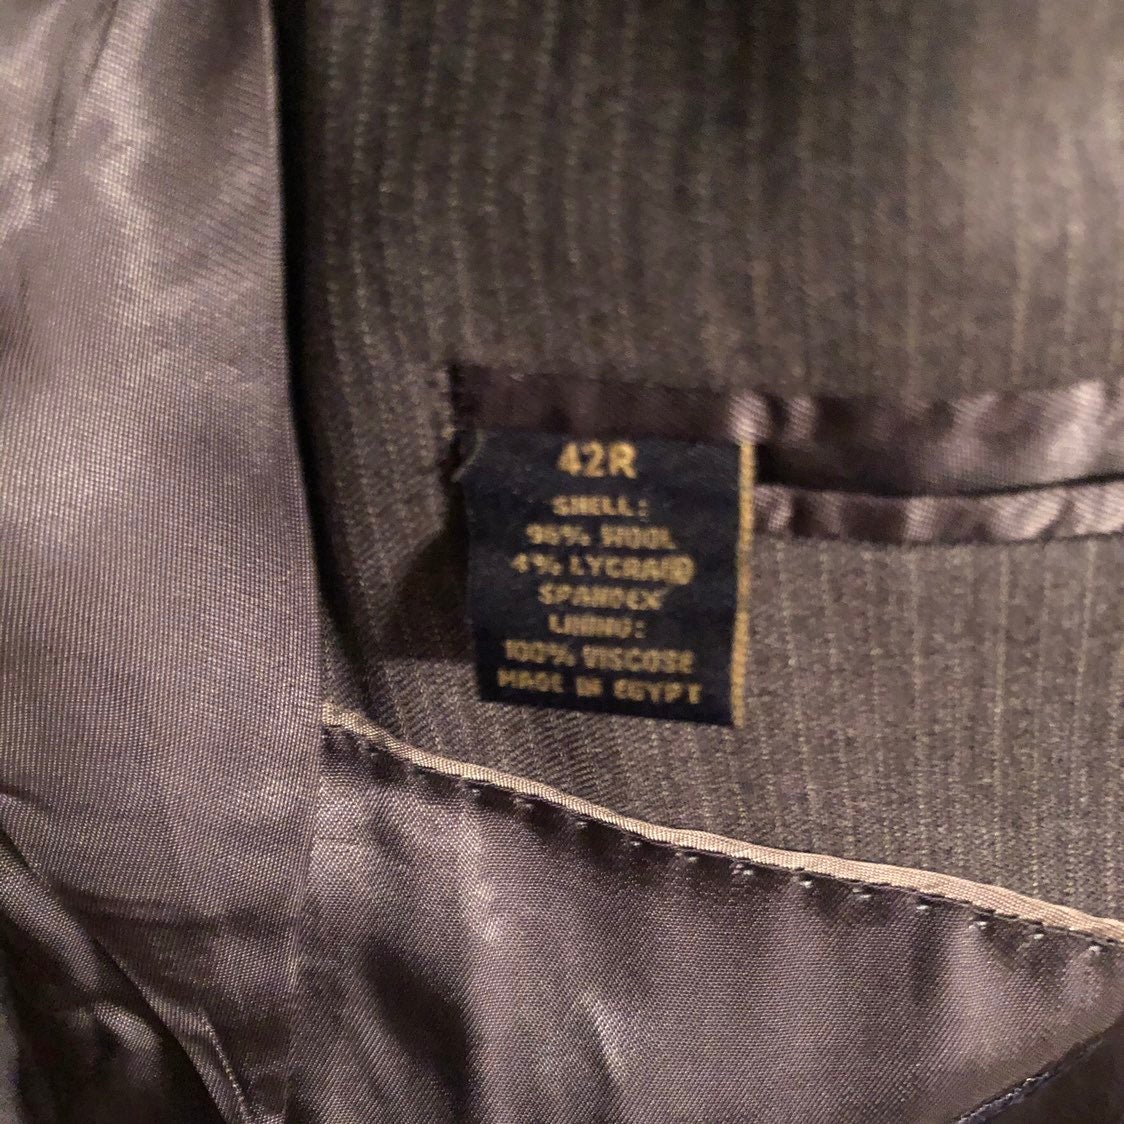 42R
SHELL:
96% WOOL
4% LYCRA®
SPANDEX
LINING:
100% VISCOSE
MADE IN EGYPT